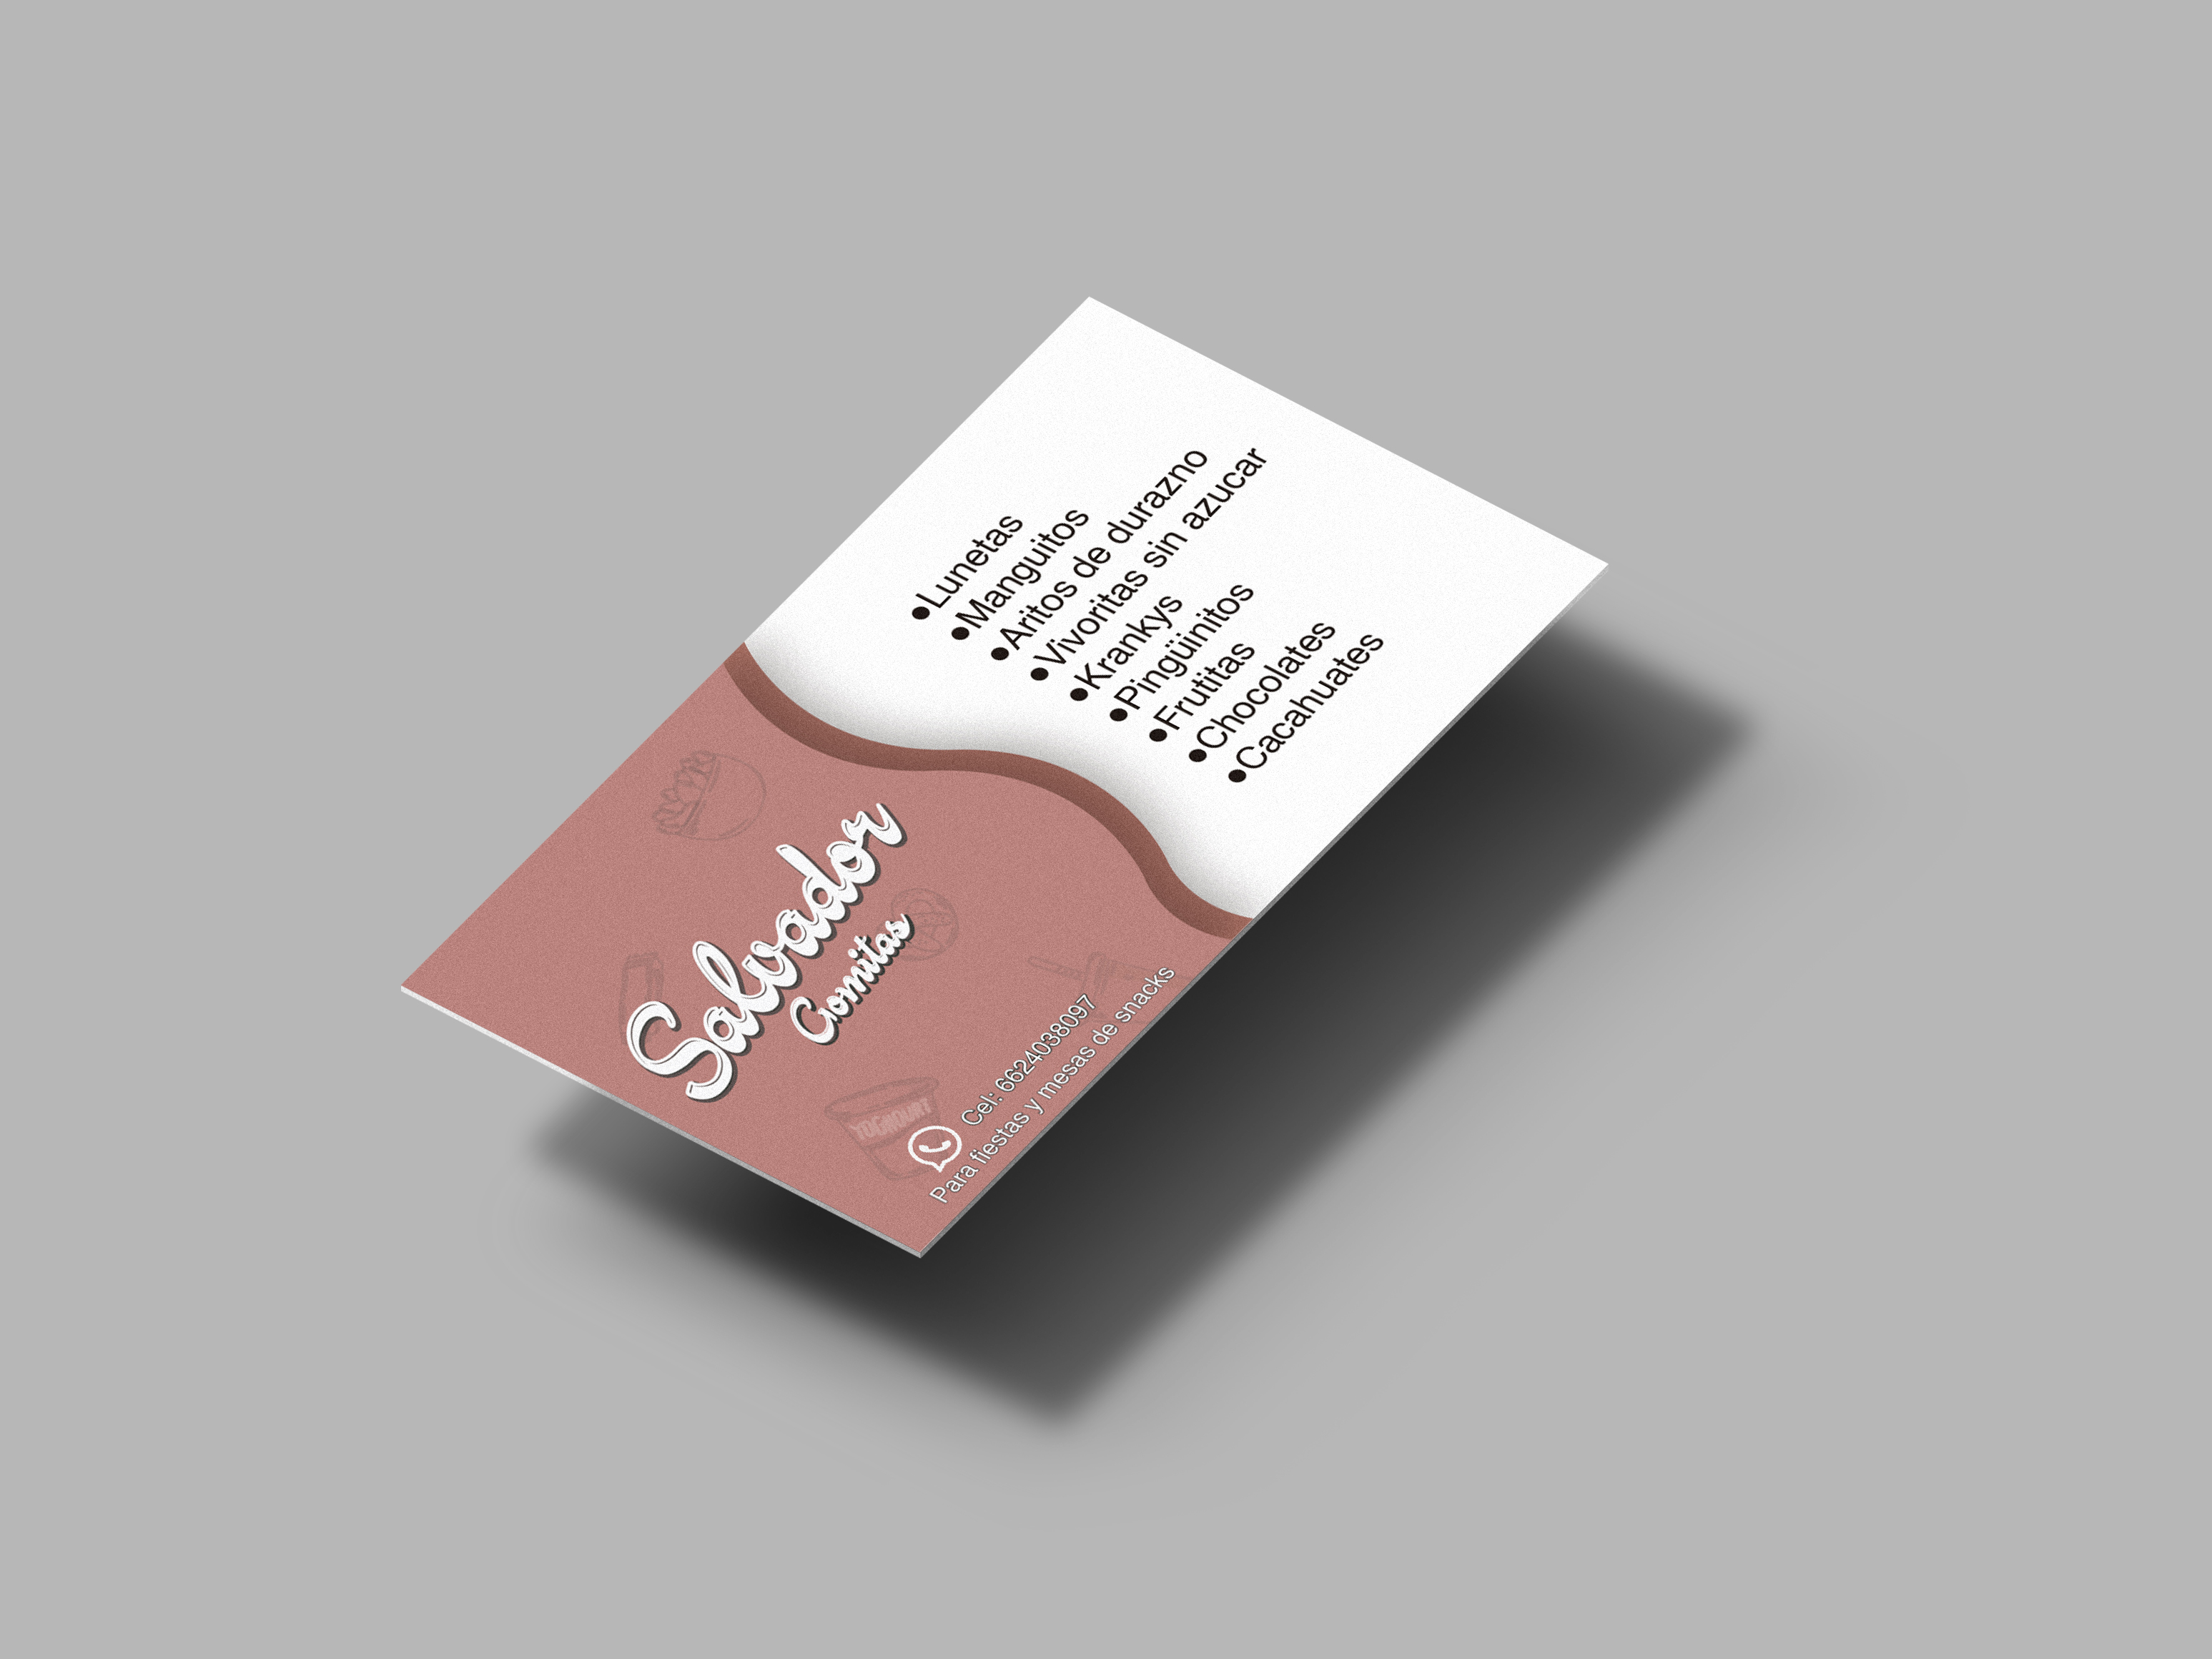 Salvador
Gomitas
YOGHOURT
Cel: 6624038097
Para fiestas y mesas de snacks
•Lunetas
•Manguitos
•Aritos de durazno
•Vivoritas sin azucar
•Krankys
•Pingüinitos
•Frutitas
•Chocolates
•Cacahuates